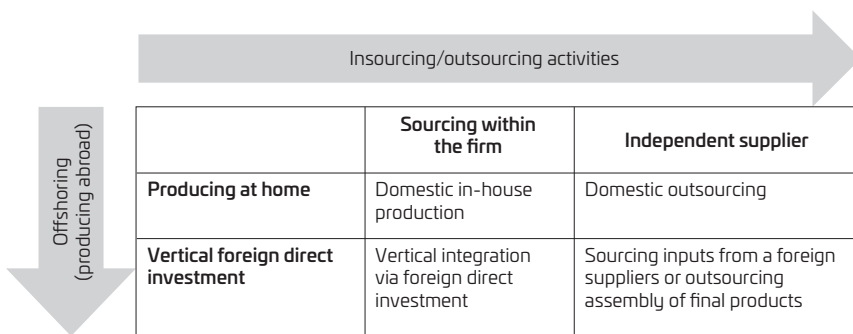 Insourcing/outsourcing activities
Offshoring
(producing abroad)
Sourcing within
the firm
Independent supplier
Producing at home
Domestic in-house
production
Domestic outsourcing
Vertical foreign direct
investment
Vertical integration
via foreign direct
investment
Sourcing inputs from a foreign
suppliers or outsourcing
assembly of final products